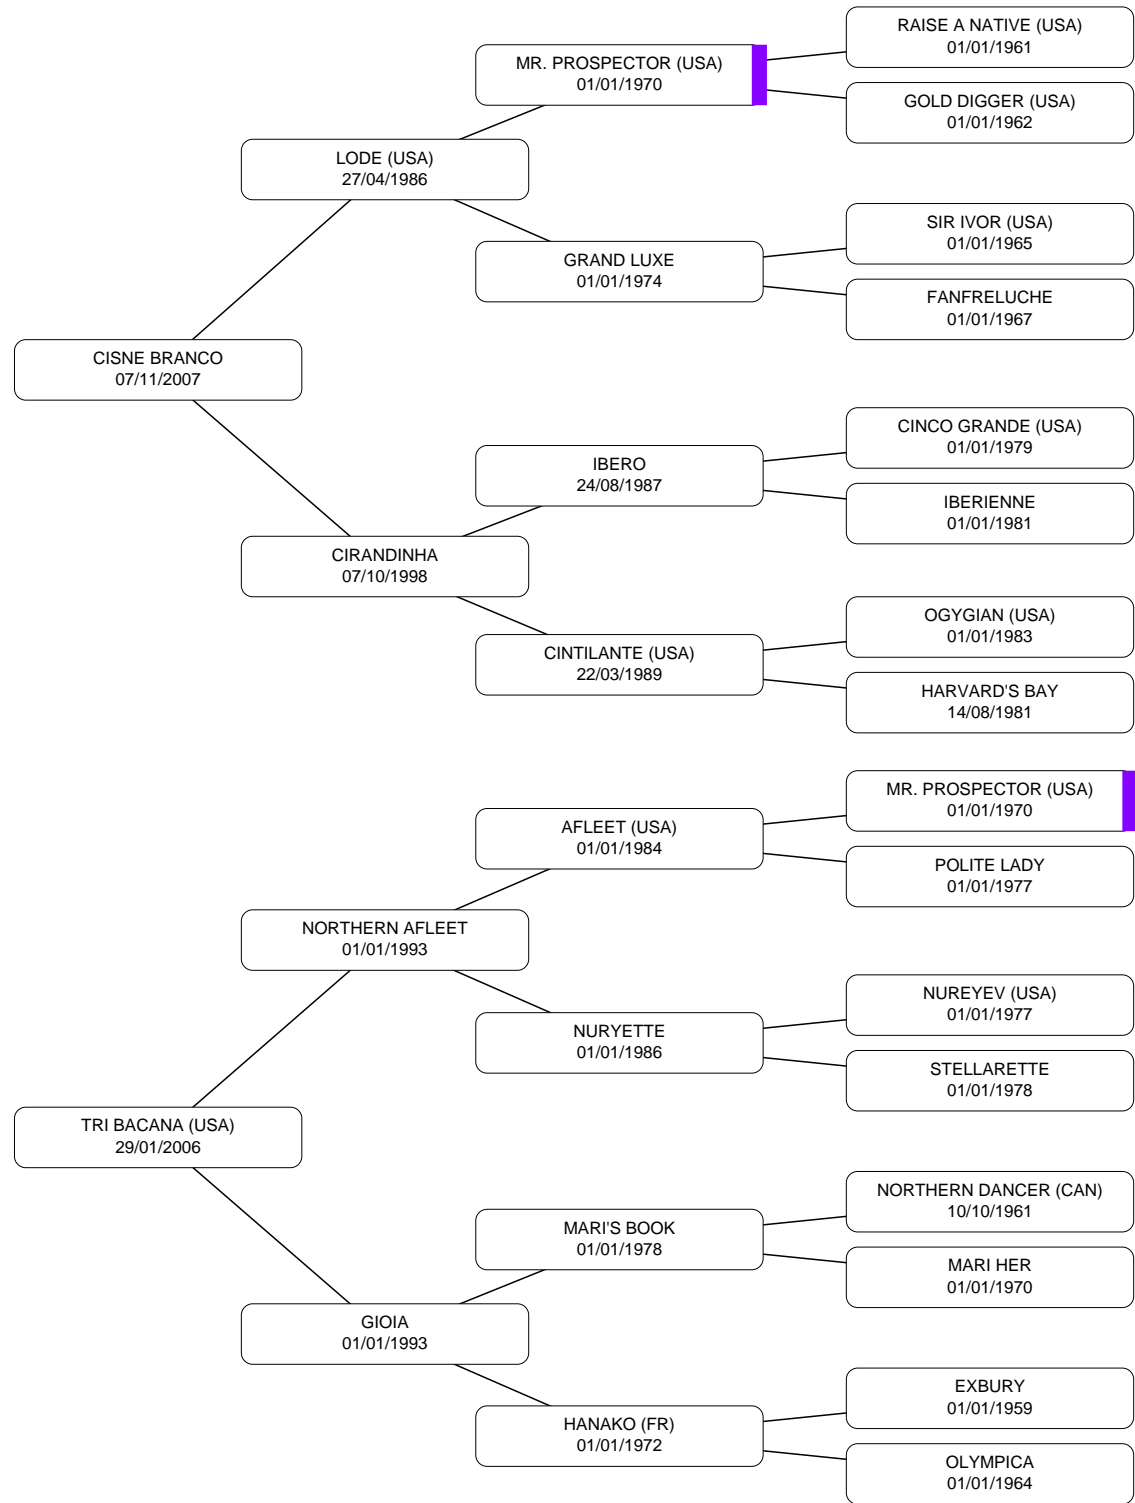 RAISE A NATIVE (USA)
01/01/1961
MR. PROSPECTOR (USA)
01/01/1970
GOLD DIGGER (USA)
01/01/1962
LODE (USA)
27/04/1986
SIR IVOR (USA)
01/01/1965
GRAND LUXE
01/01/1974
FANFRELUCHE
01/01/1967
CISNE BRANCO
07/11/2007
CINCO GRANDE (USA)
01/01/1979
IBERO
24/08/1987
IBERIENNE
01/01/1981
CIRANDINHA
07/10/1998
OGYGIAN (USA)
01/01/1983
CINTILANTE (USA)
22/03/1989
HARVARD'S BAY
14/08/1981
MR. PROSPECTOR (USA)
01/01/1970
AFLEET (USA)
01/01/1984
POLITE LADY
01/01/1977
NORTHERN AFLEET
01/01/1993
NUREYEV (USA)
01/01/1977
NURYETTE
01/01/1986
STELLARETTE
01/01/1978
TRI BACANA (USA)
29/01/2006
NORTHERN DANCER (CAN)
10/10/1961
MARI'S BOOK
01/01/1978
MARI HER
01/01/1970
GIOIA
01/01/1993
EXBURY
01/01/1959
HANAKO (FR)
01/01/1972
OLYMPICA
01/01/1964